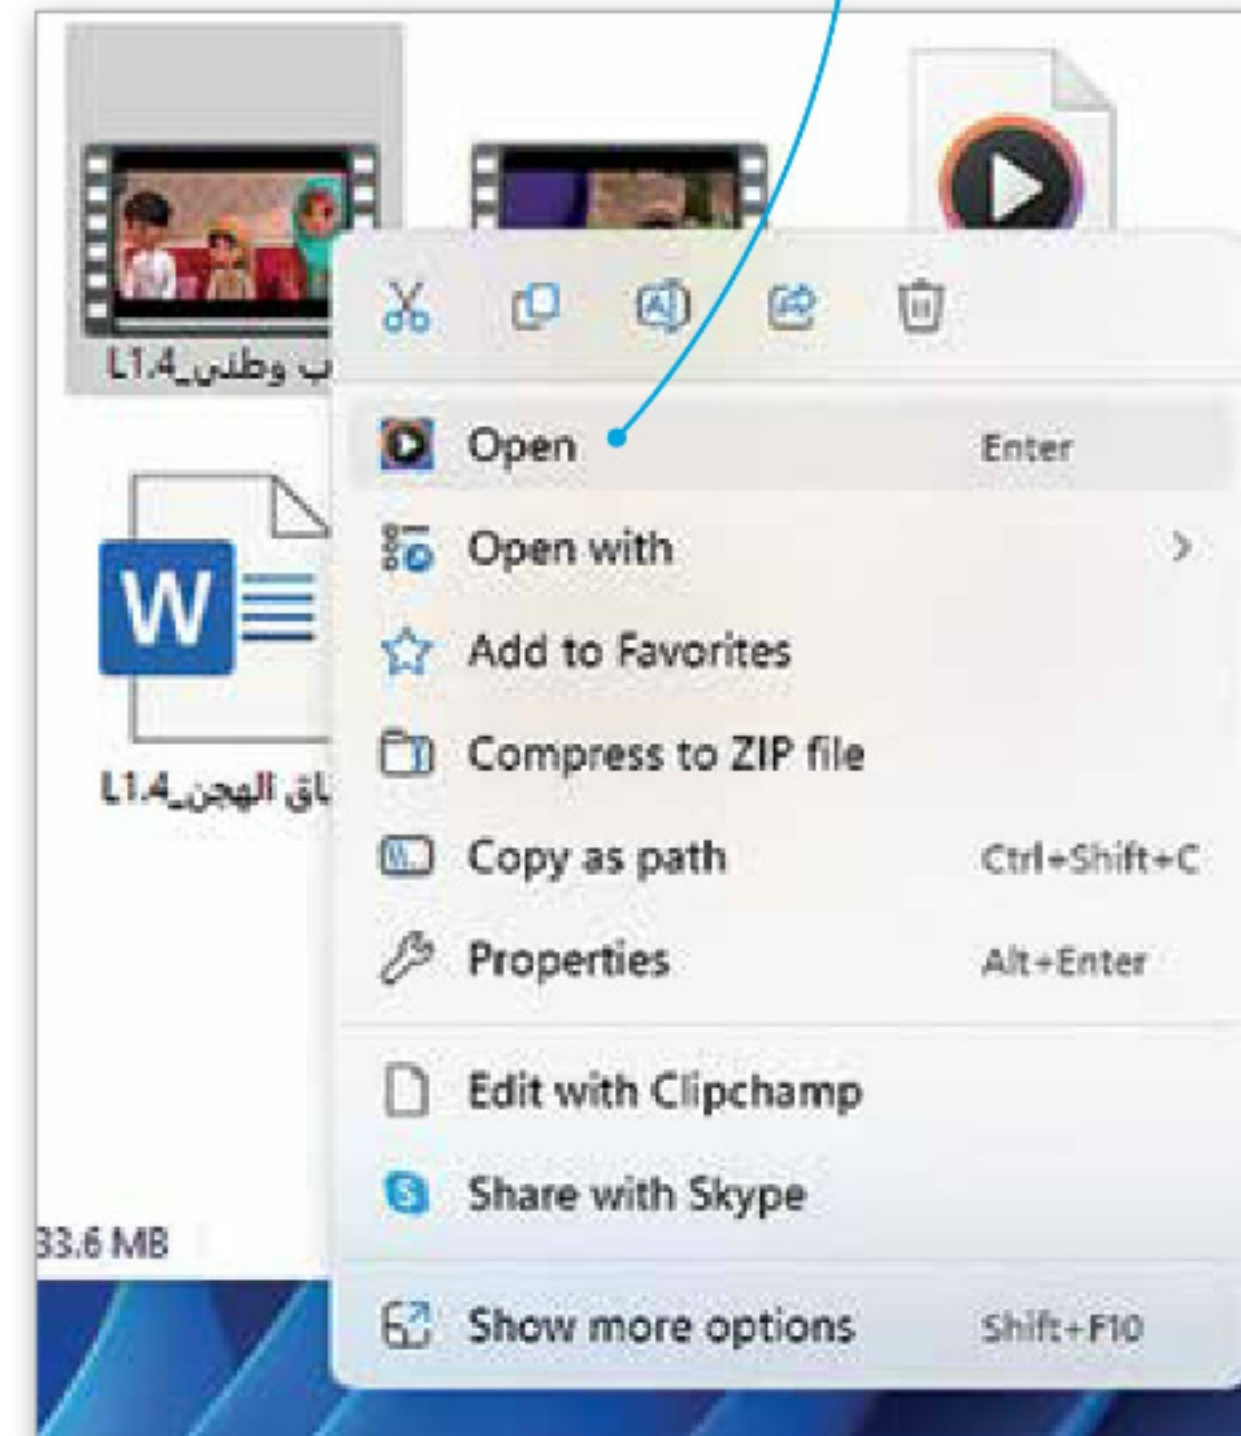 ب وطني_L1.4
Open Enter
Open with
Add to Favorites
W
Compress to ZIP file
اق الهجن_L1.4
Copy as path Ctrl+Shift+C
Properties Alt+Enter
Edit with Clipchamp
Share with Skype
33.6 MB
Show more options Shift+F10